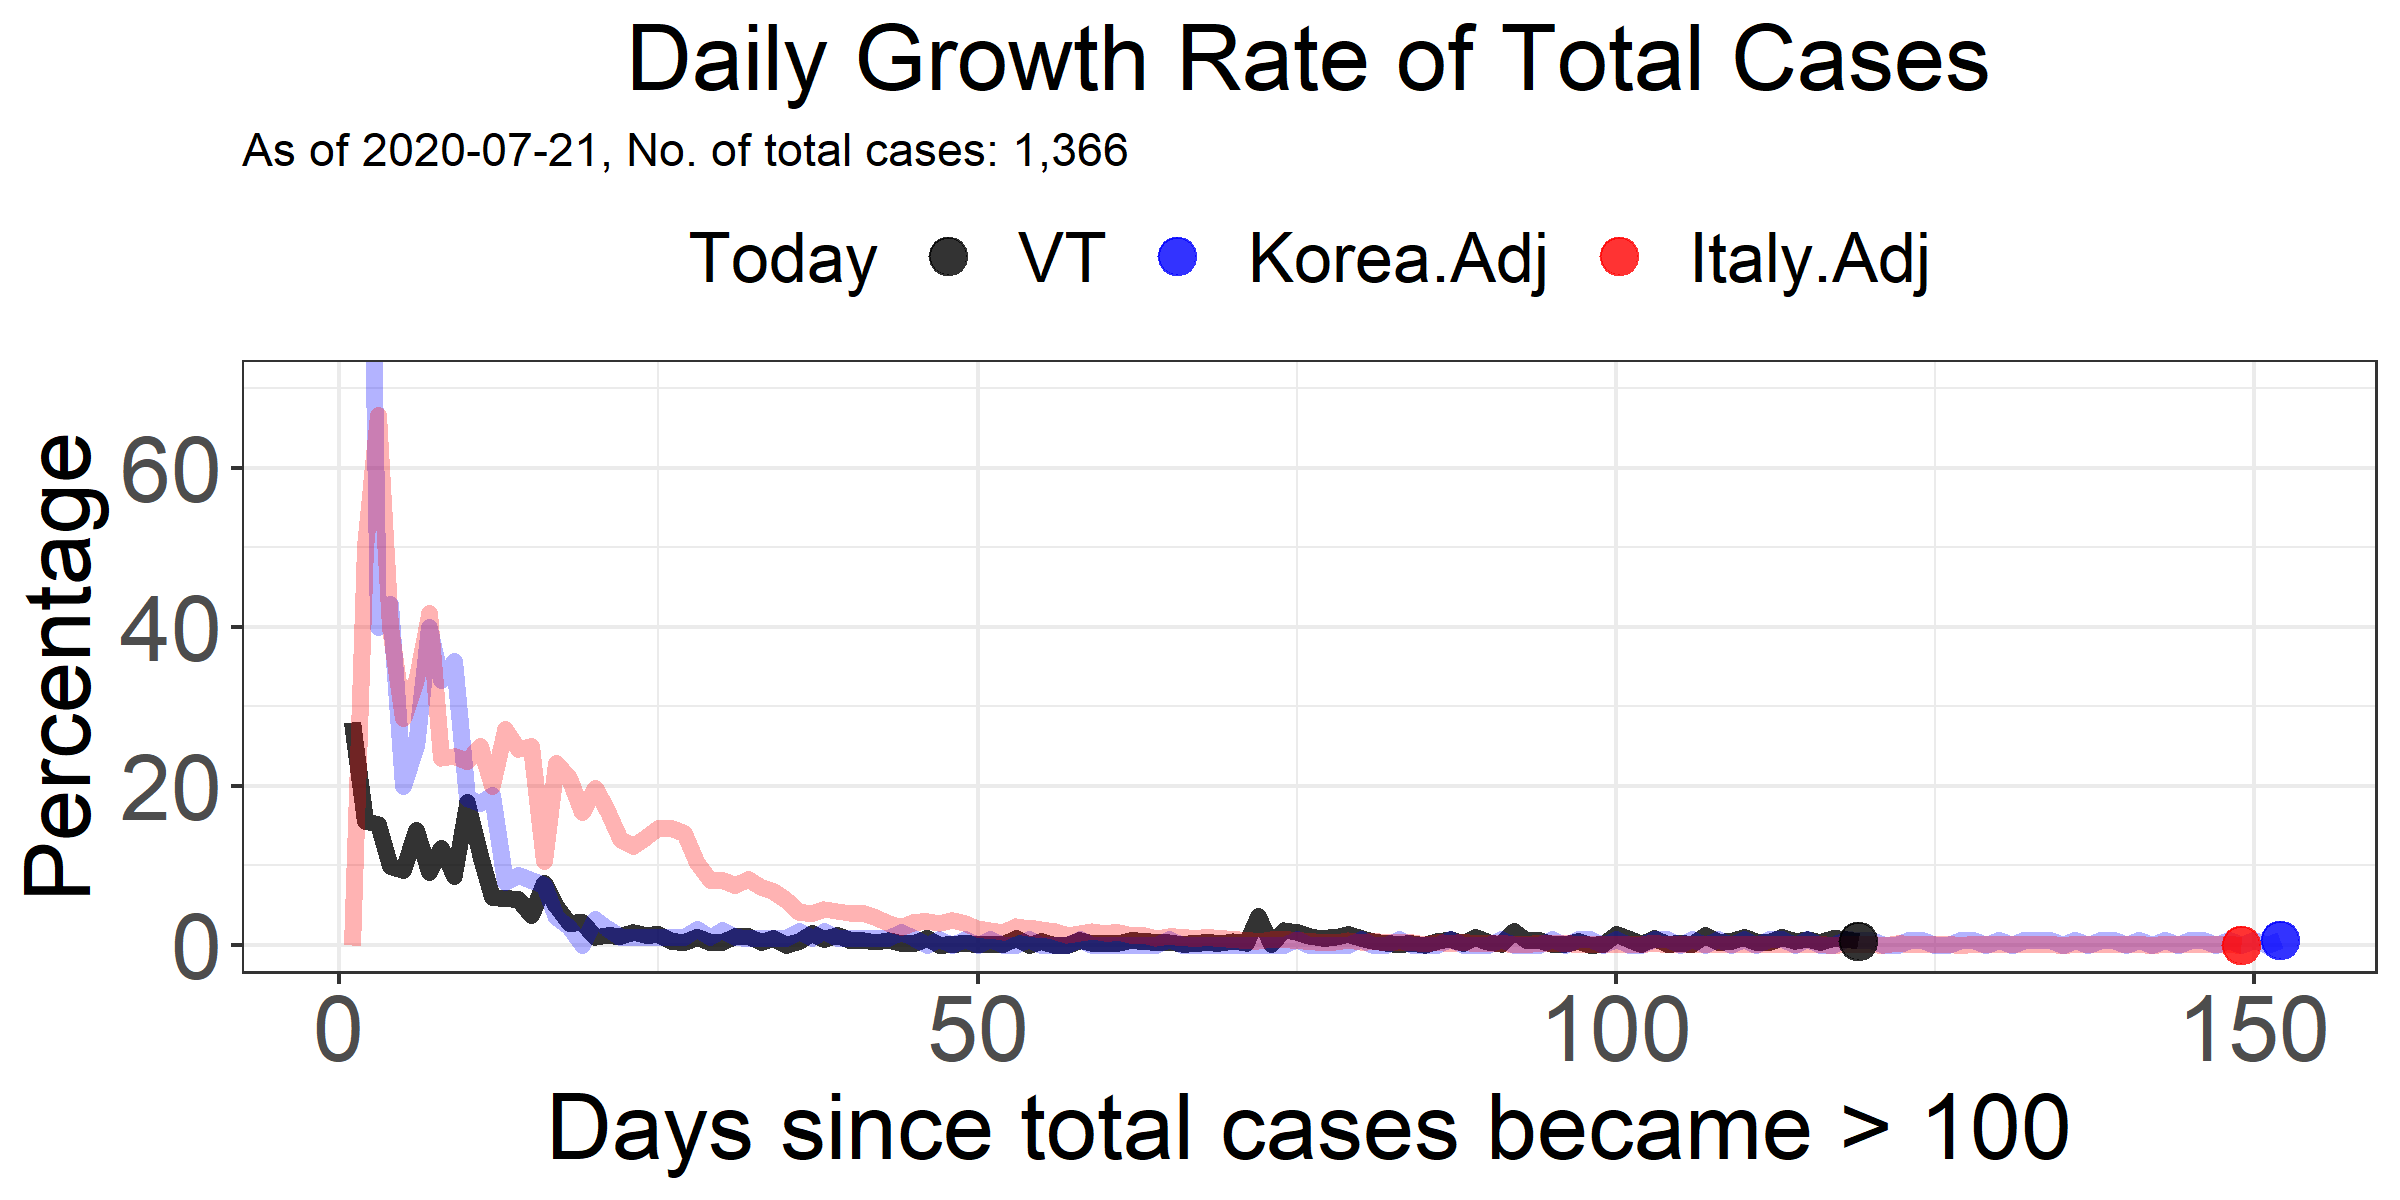 Daily Growth Rate of Total Cases
As of 2020-07-21, No. of total cases: 1,366
Today VT Korea.Adj Italy.Adj
Percentage
60
40
20
0
0 50 100 150
Days since total cases became > 100